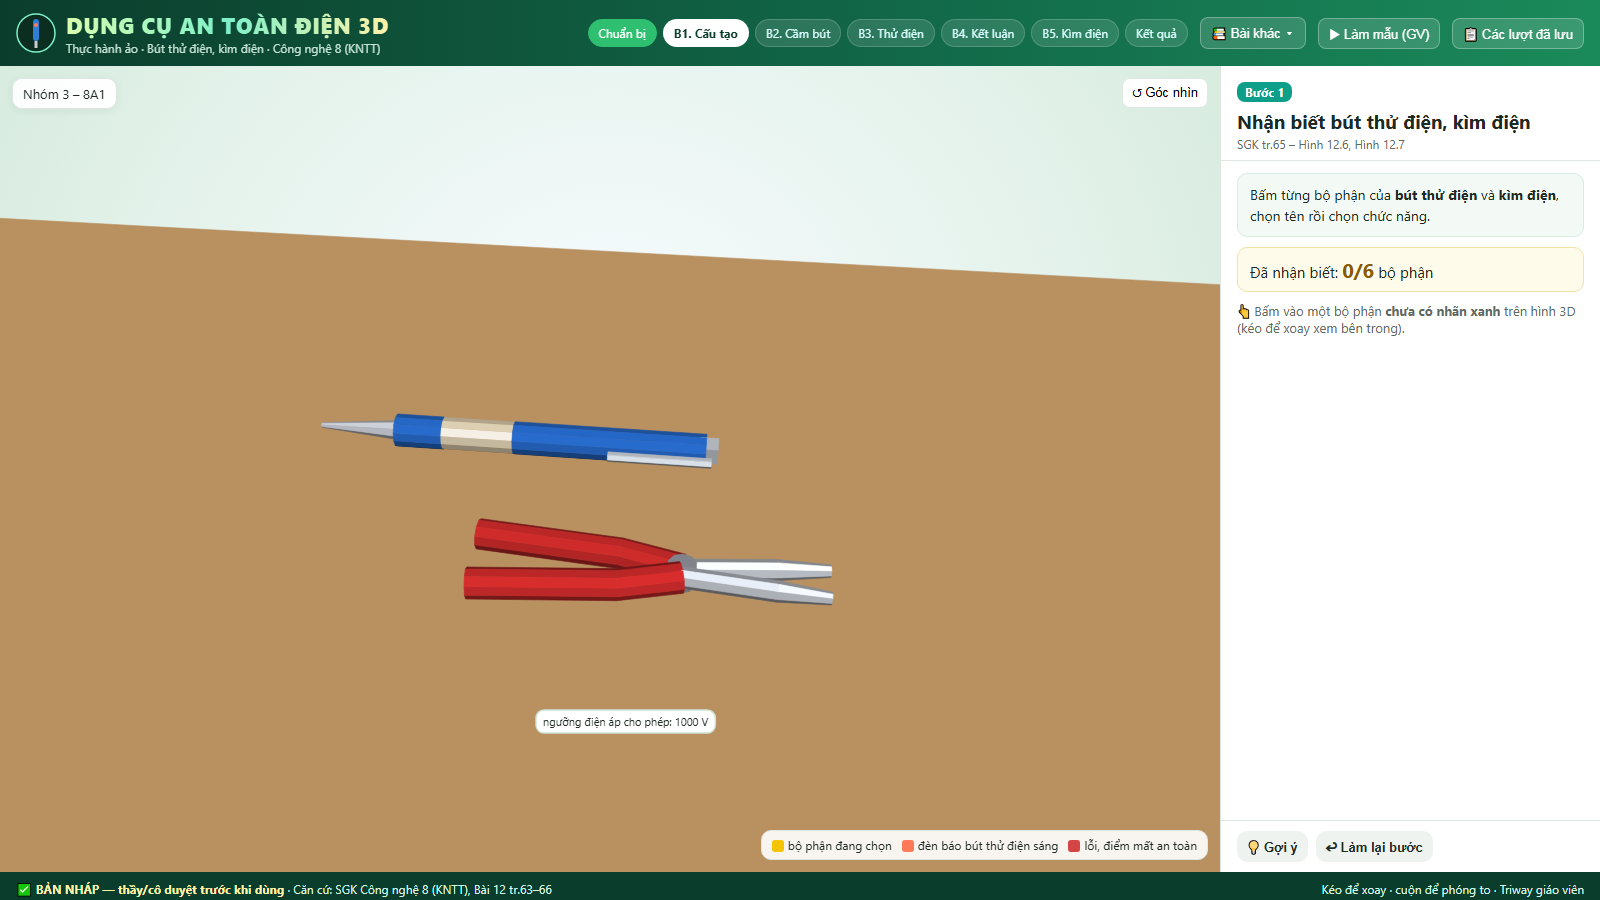 DỤNG CỤ AN TOÀN ĐIỆN 3D
Thực hành ảo · Bút thử điện, kìm điện · Công nghệ 8 (KNTT)
Chuẩn bị
B1. Cấu tạo
B2. Cầm bút
B3. Thử điện
B4. Kết luận
B5. Kìm điện
Kết quả
Bài khác
Làm mẫu (GV)
Các lượt đã lưu
Nhóm 3 – 8A1
Góc nhìn
Bước 1
Nhận biết bút thử điện, kìm điện
SGK tr.65 – Hình 12.6, Hình 12.7
Bấm từng bộ phận của bút thử điện và kìm điện,
chọn tên rồi chọn chức năng.
Đã nhận biết: 0/6 bộ phận
Bấm vào một bộ phận chưa có nhãn xanh trên hình 3D
(kéo để xoay xem bên trong).
ngưỡng điện áp cho phép: 1000 V
bộ phận đang chọn
đèn báo bút thử điện sáng
lỗi, điểm mất an toàn
Gợi ý
Làm lại bước
BẢN NHÁP — thầy/cô duyệt trước khi dùng · Căn cứ: SGK Công nghệ 8 (KNTT), Bài 12 tr.63–66
Kéo để xoay · cuộn để phóng to · Triway giáo viên